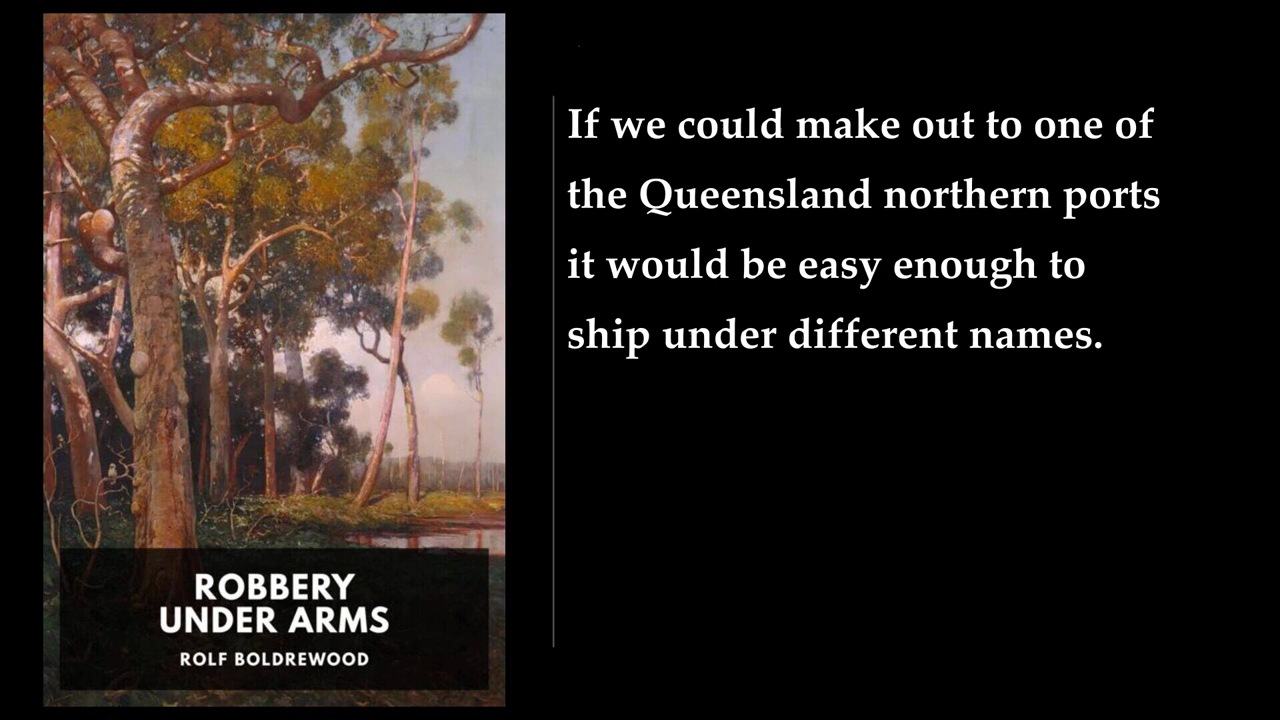 If we could make out to one of
the Queensland northern ports
it would be easy enough to
ship under different names.
ROBBERY
UNDER ARMS
ROLF BOLDREWOOD